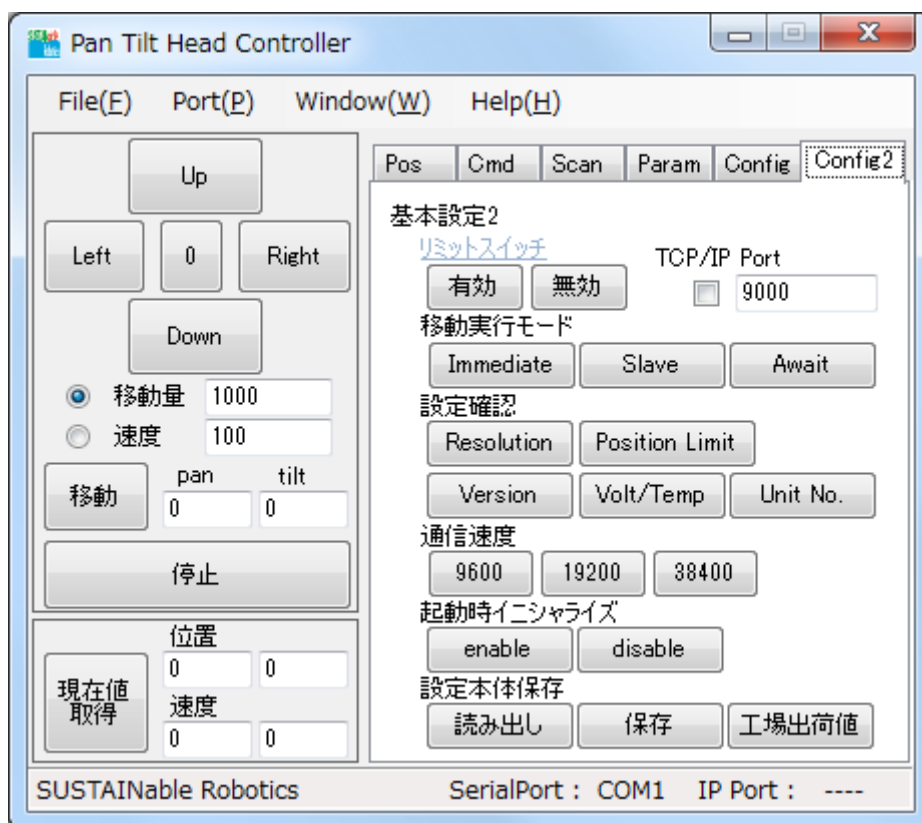 Pan Tilt Head Controller
File(F) Port(P) Window(W) Help(H)
Up
Left 0 Right
Down
移動量 1000
速度 100
pan tilt
移動 0 0
停止
位置
0 0
現在値
取得
速度
0 0
Pos Cmd Scan Param Config Config2
基本設定2
リミットスイッチ
TCP/IP Port
有効 無効 9000
移動実行モード
Immediate Slave Await
設定確認
Resolution Position Limit
Version Volt/Temp Unit No.
通信速度
9600 19200 38400
起動時イニシャライズ
enable disable
設定本体保存
読み出し 保存 工場出荷値
SUSTAINable Robotics SerialPort : COM1 IP Port : ----